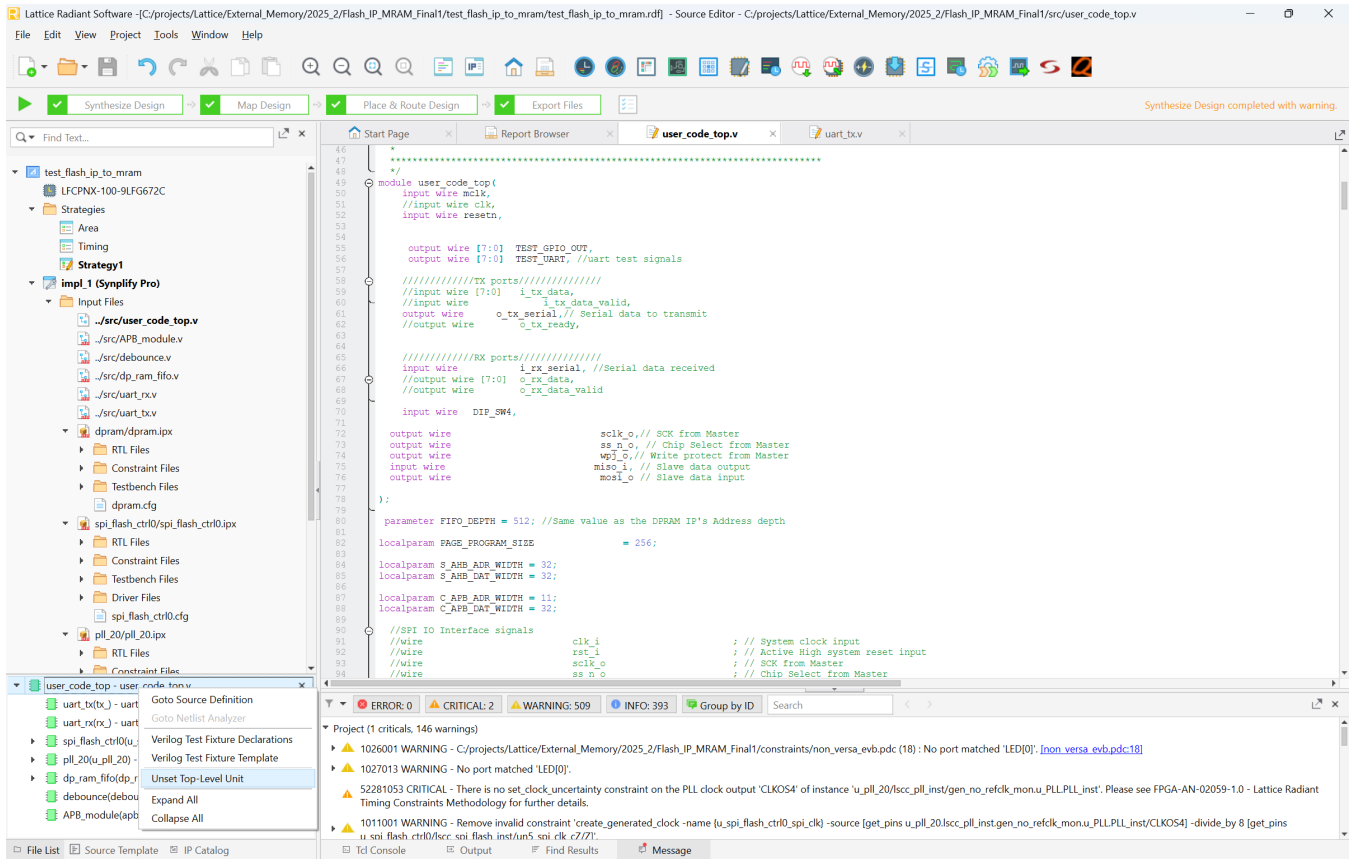 Lattice Radiant Software -[C:/projects/Lattice/External_Memory/2025_2/Flash_IP_MRAM_Final1/test_flash_ip_to_mram/test_flash_ip_to_mram.rdf] - Source Editor - C:/projects/Lattice/External_Memory/2025_2/Flash_IP_MRAM_Final1/src/user_code_top.v
File Edit View Project Tools Window Help
Synthesize Design Map Design Place & Route Design Export Files Synthesize Design completed with warning.
Find Text...
test_flash_ip_to_mram
LFCPNX-100-9LFG672C
Strategies
Area
Timing
Strategy1
impl_1 (Synplify Pro)
Input Files
../src/user_code_top.v
../src/APB_module.v
../src/debounce.v
../src/dp_ram_fifo.v
../src/uart_rx.v
../src/uart_tx.v
dpram/dpram.ipx
RTL Files
Constraint Files
Testbench Files
dpram.cfg
spi_flash_ctrl0/spi_flash_ctrl0.ipx
RTL Files
Constraint Files
Testbench Files
Driver Files
spi_flash_ctrl0.cfg
pll_20/pll_20.ipx
RTL Files
Constraint Files
user_code_top - user_code_top.v
uart_tx(tx_) - uart
uart_rx(rx_) - uart
spi_flash_ctrl0(u_
pll_20(u_pll_20) -
dp_ram_fifo(dp_r
debounce(debou
APB_module(apb
Goto Source Definition
Goto Netlist Analyzer
Verilog Test Fixture Declarations
Verilog Test Fixture Template
Unset Top-Level Unit
Expand All
Collapse All
File List Source Template IP Catalog
Start Page Report Browser user_code_top.v uart_tx.v
46 *
47 *******************************************************************************
48 */
49 module user_code_top(
50 input wire mclk,
51 //input wire clk,
52 input wire resetn,
53
54
55 output wire [7:0] TEST_GPIO_OUT,
56 output wire [7:0] TEST_UART, //uart test signals
57
58 /////////////TX ports///////////////
59 //input wire [7:0] i_tx_data,
60 //input wire i_tx_data_valid,
61 output wire o_tx_serial,// Serial data to transmit
62 //output wire o_tx_ready,
63
64
65 /////////////RX ports///////////////
66 input wire i_rx_serial, //Serial data received
67 //output wire [7:0] o_rx_data,
68 //output wire o_rx_data_valid
69
70 input wire DIP_SW4,
71
72 output wire sclk_o,// SCK from Master
73 output wire ss_n_o, // Chip Select from Master
74 output wire wpj_o,// Write protect from Master
75 input wire miso_i, // Slave data output
76 output wire mosi_o // Slave data input
77
78 );
79
80 parameter FIFO_DEPTH = 512; //Same value as the DPRAM IP's Address depth
81
82 localparam PAGE_PROGRAM_SIZE = 256;
83
84 localparam S_AHB_ADR_WIDTH = 32;
85 localparam S_AHB_DAT_WIDTH = 32;
86
87 localparam C_APB_ADR_WIDTH = 11;
88 localparam C_APB_DAT_WIDTH = 32;
89
90 //SPI IO Interface signals
91 //wire clk_i ; // System clock input
92 //wire rst_i ; // Active High system reset input
93 //wire sclk_o ; // SCK from Master
94 //wire ss_n_o ; // Chip Select from Master
ERROR: 0 CRITICAL: 2 WARNING: 509 INFO: 393 Group by ID Search
Project (1 criticals, 146 warnings)
1026001 WARNING - C:/projects/Lattice/External_Memory/2025_2/Flash_IP_MRAM_Final1/constraints/non_versa_evb.pdc (18) : No port matched 'LED[0]'. [non_versa_evb.pdc:18]
1027013 WARNING - No port matched 'LED[0]'.
52281053 CRITICAL - There is no set_clock_uncertainty constraint on the PLL clock output 'CLKOS4' of instance 'u_pll_20/lscc_pll_inst/gen_no_refclk_mon.u_PLL.PLL_inst'. Please see FPGA-AN-02059-1.0 - Lattice Radiant
Timing Constraints Methodology for further details.
1011001 WARNING - Remove invalid constraint 'create_generated_clock -name {u_spi_flash_ctrl0_spi_clk} -source [get_pins u_pll_20.lscc_pll_inst.gen_no_refclk_mon.u_PLL.PLL_inst/CLKOS4] -divide_by 8 [get_pins
u_spi_flash_ctrl0/lscc_spi_flash_inst/un5_spi_clk_cZ/Z]'.
Tcl Console Output Find Results Message